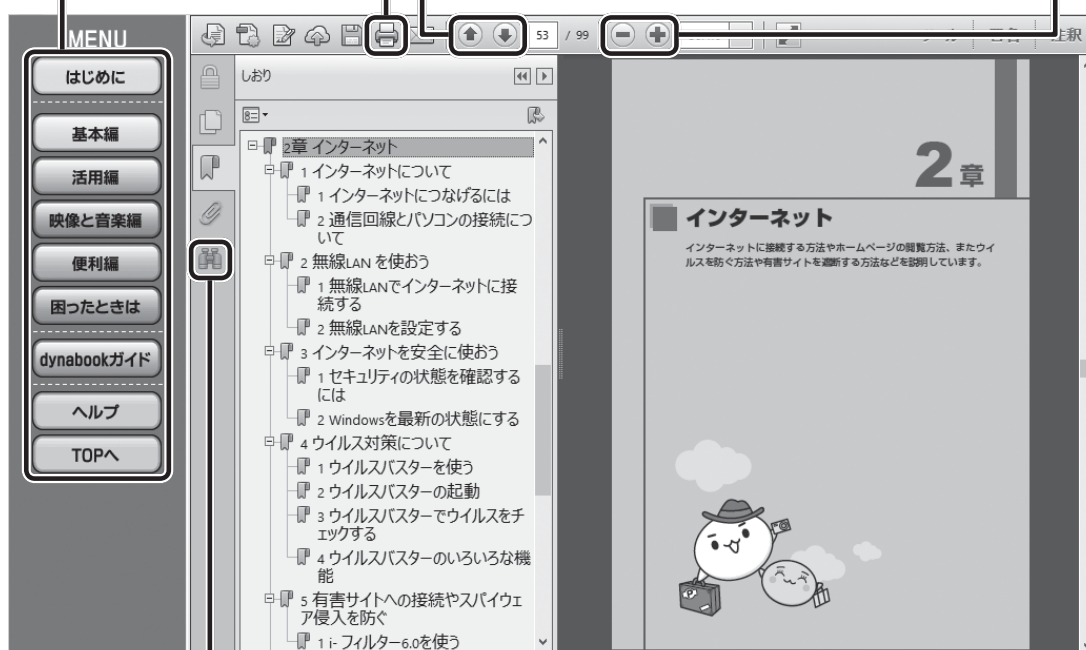 MENU
はじめに
基本編
活用編
映像と音楽編
便利編
困ったときは
dynabookガイド
ヘルプ
TOPへ
53 / 99
注釈
しおり
2章 インターネット
1 インターネットについて
1 インターネットにつなげるには
2 通信回線とパソコンの接続につ
いて
2 無線LAN を使おう
1 無線LANでインターネットに接
続する
2 無線LANを設定する
3 インターネットを安全に使おう
1 セキュリティの状態を確認する
には
2 Windowsを最新の状態にする
4 ウイルス対策について
1 ウイルスバスターを使う
2 ウイルスバスターの起動
3 ウイルスバスターでウイルスをチ
ェックする
4 ウイルスバスターのいろいろな機
能
5 有害サイトへの接続やスパイウェ
ア侵入を防ぐ
1 i- フィルター6.0を使う
2章
インターネット
インターネットに接続する方法やホームページの閲覧方法、またウイ
ルスを防ぐ方法や有害サイトを遮断する方法などを説明しています。